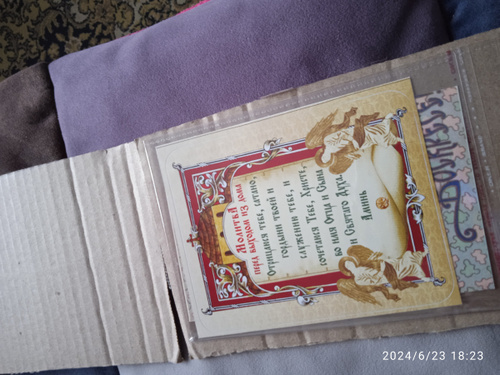 Молитва
перед выходом из дома
Отрицаюся тебе, сатано,
гордыни твоей и
служения тебе, и
сочетаюся Тебе, Христе,
во имя Отца и Сына
и Святаго Духа.
Аминь
2024/6/23 18:23